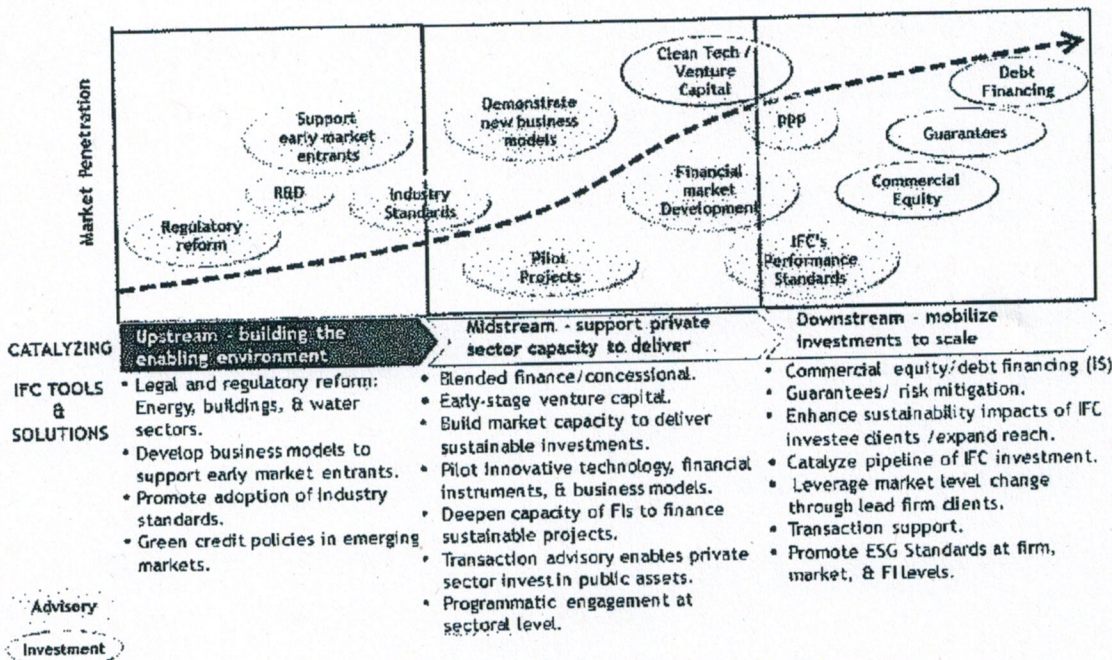 Market Penetration
Regulatory
reform
R&D
Support
early market
entrants
Industry
Standards
Demonstrate
new business
models
Pilot
Projects
Clean Tech /
Venture
Capital
Financial
market
Development
PPP
IFC's
Performance
Standards
Commercial
Equity
Guarantees
Debt
Financing
CATALYZING
Upstream - building the
enabling environment
Midstream - support private
sector capacity to deliver
Downstream - mobilize
investments to scale
IFC TOOLS
&
SOLUTIONS
• Legal and regulatory reform:
Energy, buildings, & water
sectors.
• Develop business models to
support early market entrants.
• Promote adoption of industry
standards.
• Green credit policies in emerging
markets.
• Blended finance/concessional.
• Early-stage venture capital.
• Build market capacity to deliver
sustainable investments.
• Pilot innovative technology, financial
instruments, & business models.
• Deepen capacity of FIs to finance
sustainable projects.
• Transaction advisory enables private
sector invest in public assets.
• Programmatic engagement at
sectoral level.
• Commercial equity/debt financing (IS)
• Guarantees/ risk mitigation.
• Enhance sustainability impacts of IFC
investee clients /expand reach.
• Catalyze pipeline of IFC investment.
• Leverage market level change
through lead firm clients.
• Transaction support.
• Promote ESG Standards at firm,
market, & FI levels.
Advisory
Investment